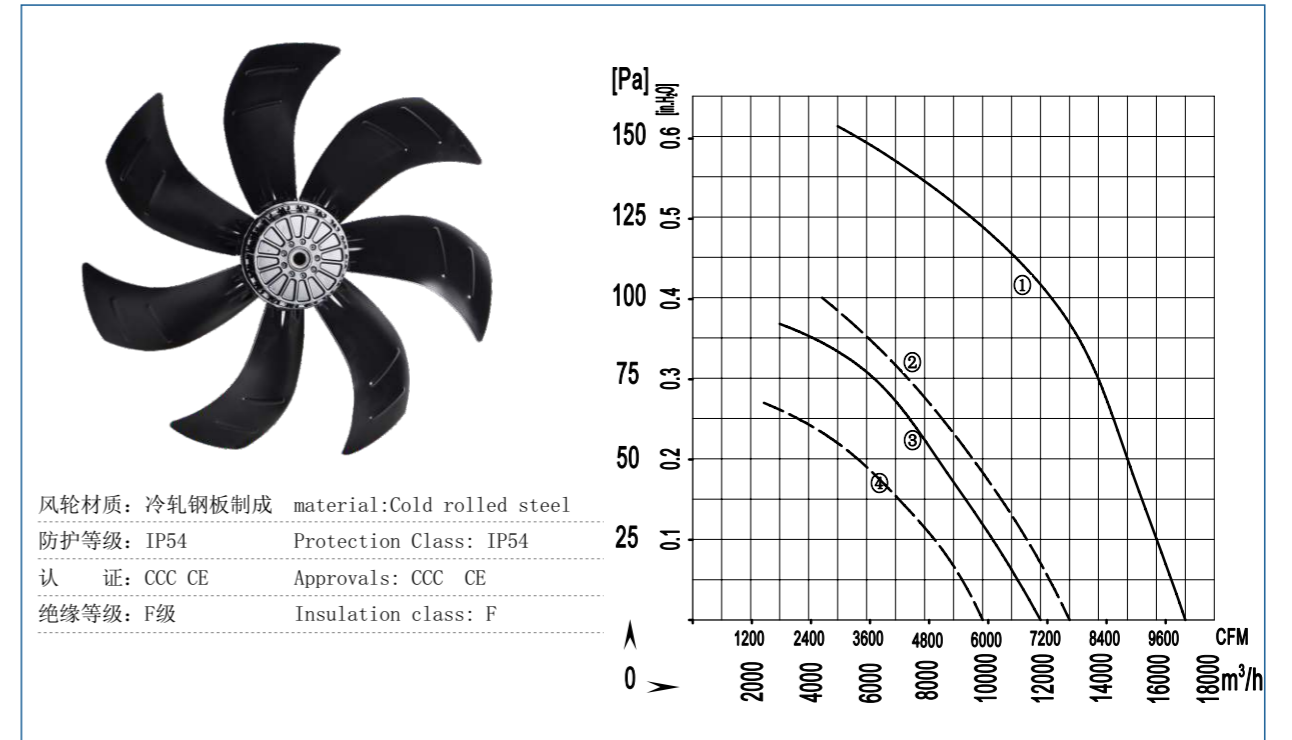 风轮材质：冷轧钢板制成 material:Cold rolled steel
防护等级：IP54 Protection Class: IP54
认 证：CCC CE Approvals: CCC CE
绝缘等级：F级 Insulation class: F
[Pa] [in.H₂O]
150 0.6
125 0.5
100 0.4
75 0.3
50 0.2
25 0.1
0
①
②
③
④
1200 2400 3600 4800 6000 7200 8400 9600 CFM
2000 4000 6000 8000 10000 12000 14000 16000 18000 m³/h